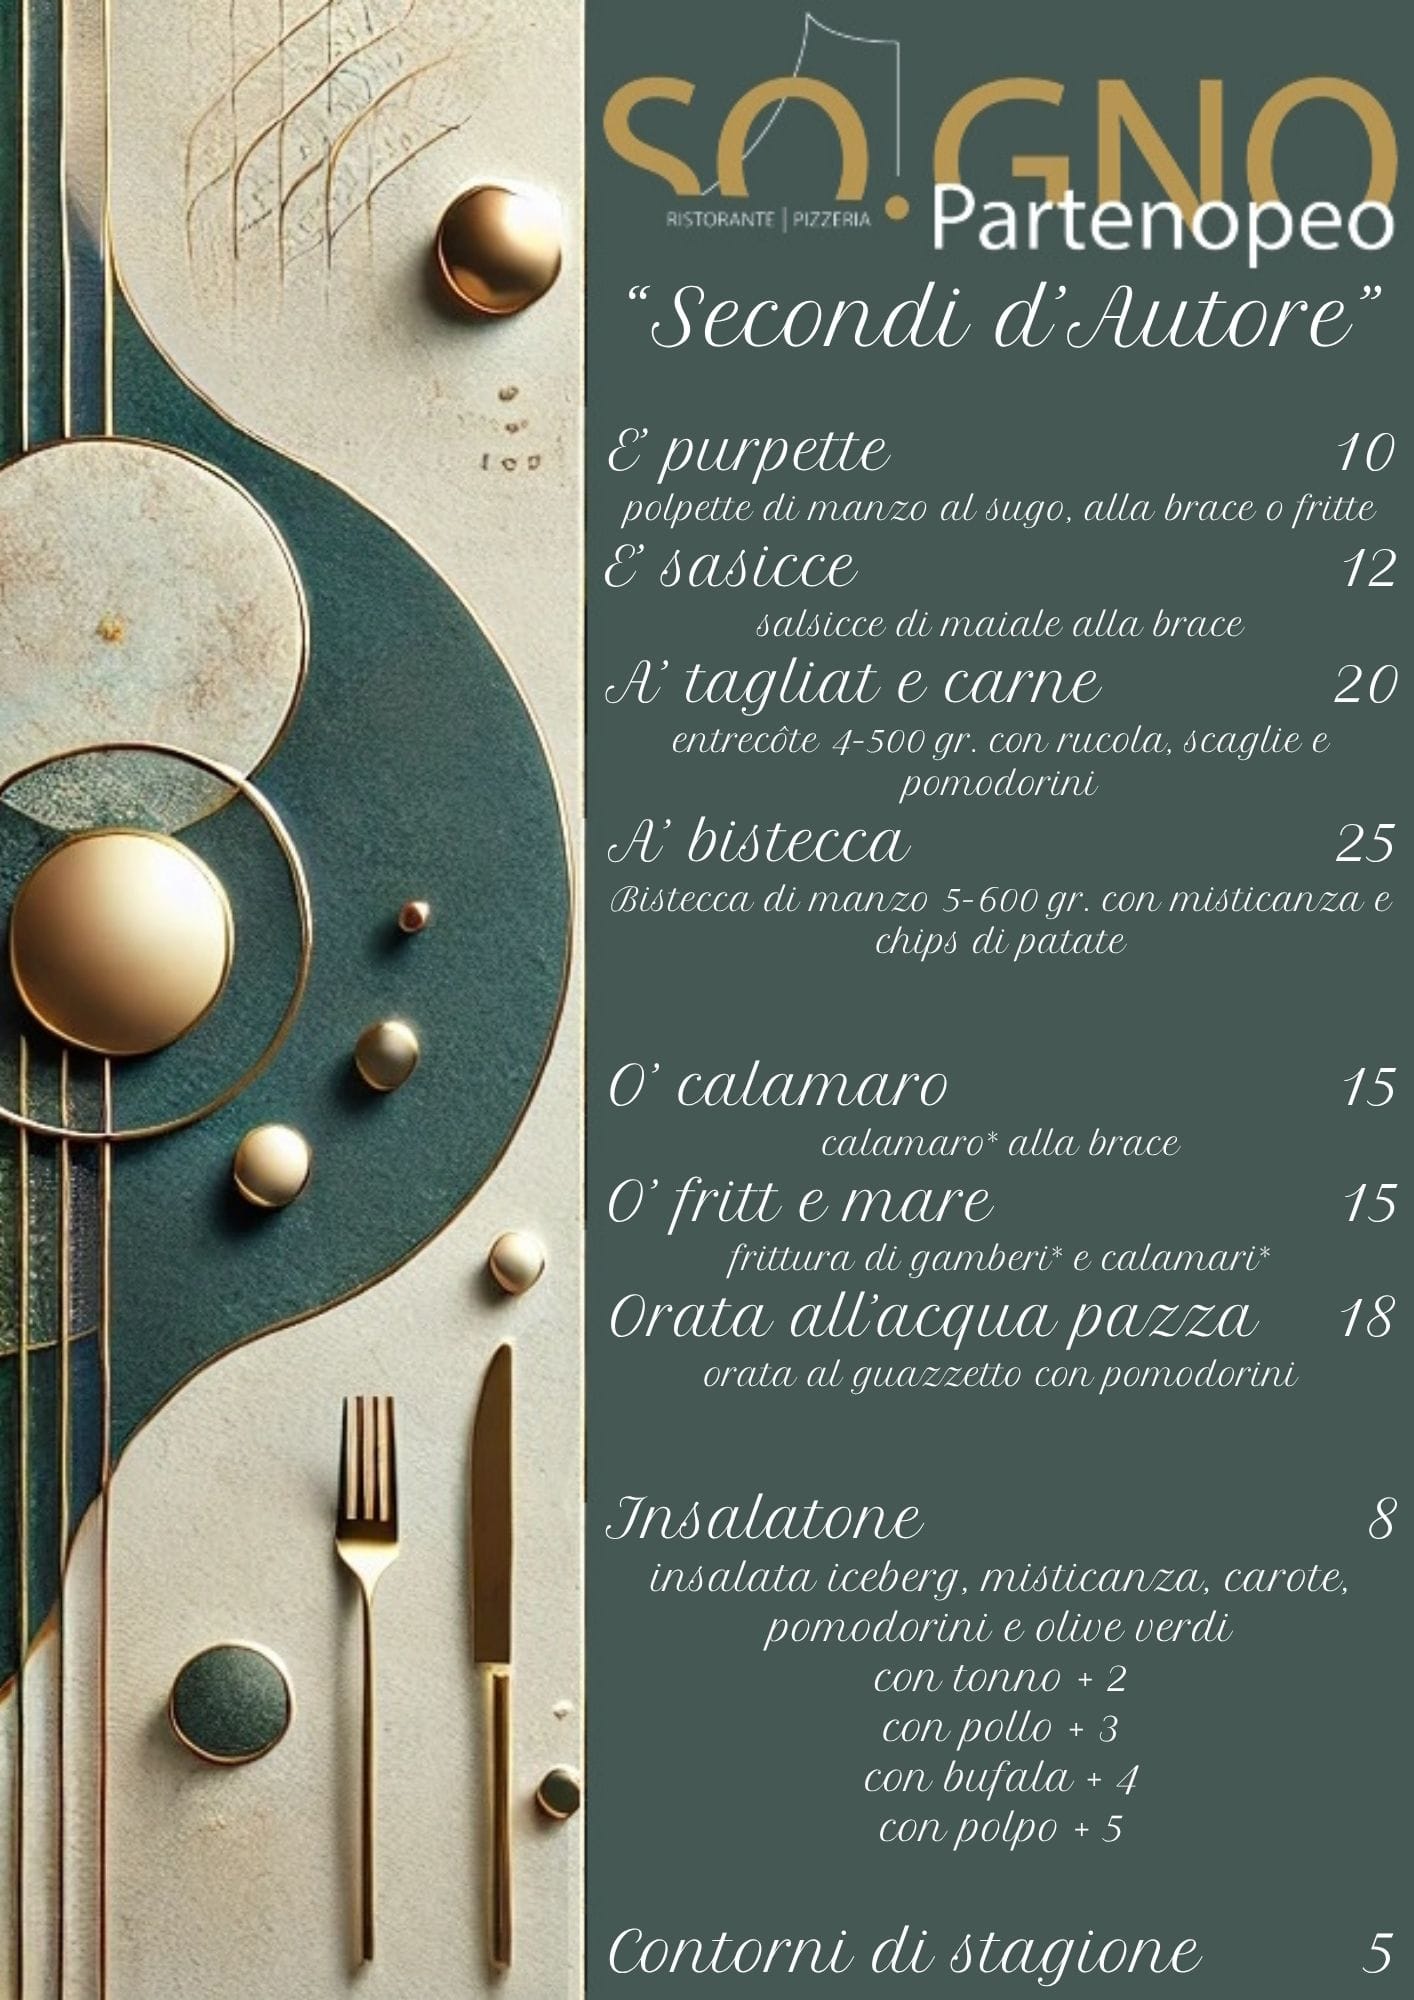 SO.GNO
RISTORANTE | PIZZERIA
Partenopeo
“Secondi d’Autore”
E’ purpette 10
polpette di manzo al sugo, alla brace o fritte
E’ sasicce 12
salsicce di maiale alla brace
A’ tagliat e carne 20
entrecôte 4-500 gr. con rucola, scaglie e
pomodorini
A’ bistecca 25
Bistecca di manzo 5-600 gr. con misticanza e
chips di patate
O’ calamaro 15
calamaro* alla brace
O’ fritt e mare 15
frittura di gamberi* e calamari*
Orata all’acqua pazza 18
orata al guazzetto con pomodorini
Insalatone 8
insalata iceberg, misticanza, carote,
pomodorini e olive verdi
con tonno + 2
con pollo + 3
con bufala + 4
con polpo + 5
Contorni di stagione 5